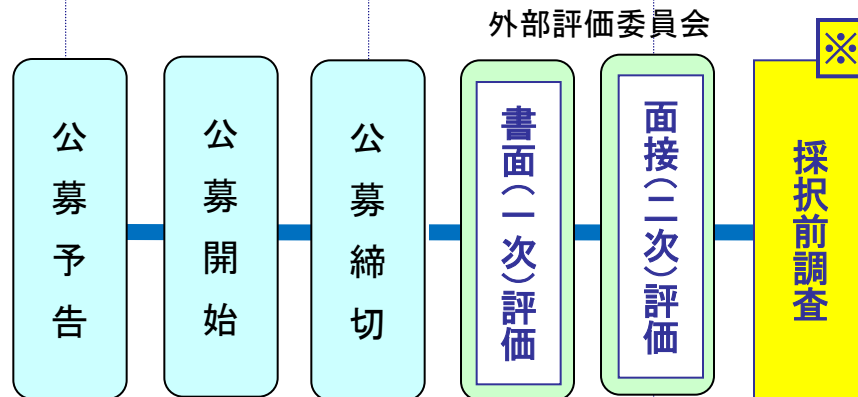 外部評価委員会
※
公募予告
公募開始
公募締切
書面（一次）評価
面接（二次）評価
採択前調査